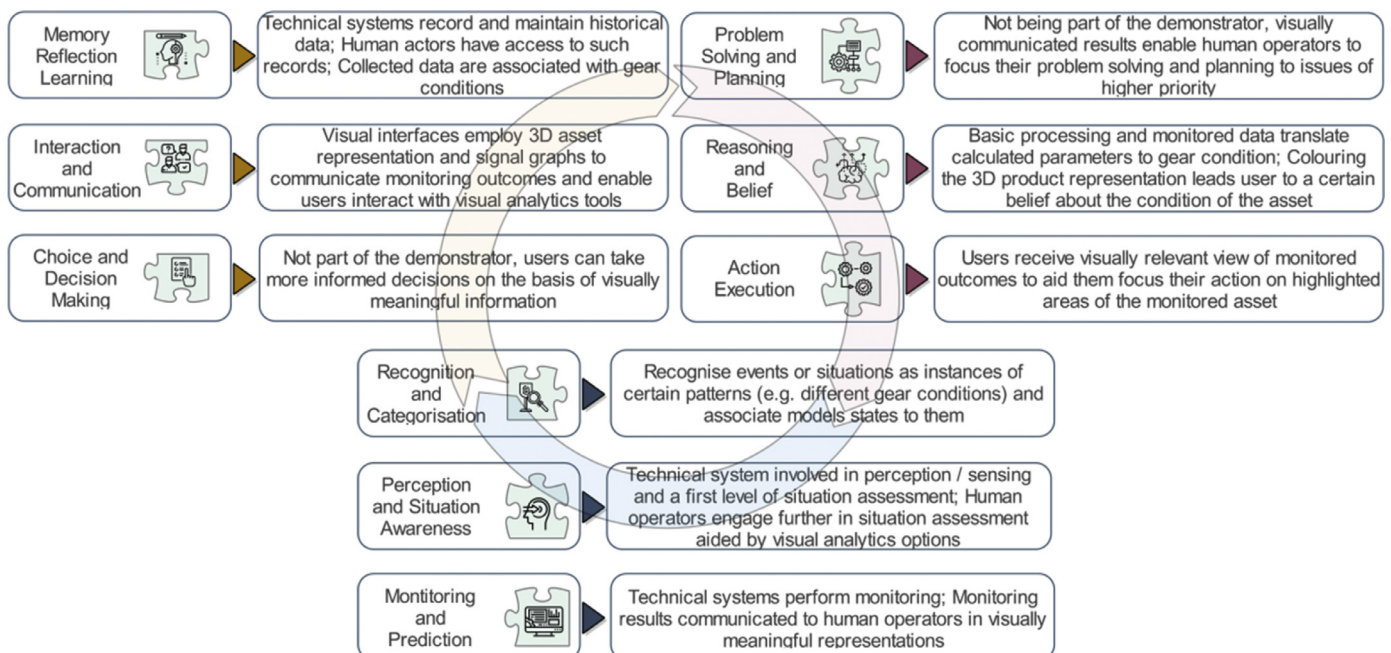 Memory
Reflection
Learning
Technical systems record and maintain historical
data; Human actors have access to such
records; Collected data are associated with gear
conditions
Problem
Solving and
Planning
Not being part of the demonstrator, visually
communicated results enable human operators to
focus their problem solving and planning to issues of
higher priority
Interaction
and
Communication
Visual interfaces employ 3D asset
representation and signal graphs to
communicate monitoring outcomes and enable
users interact with visual analytics tools
Reasoning
and
Belief
Basic processing and monitored data translate
calculated parameters to gear condition; Colouring
the 3D product representation leads user to a certain
belief about the condition of the asset
Choice and
Decision
Making
Not part of the demonstrator, users can take
more informed decisions on the basis of visually
meaningful information
Action
Execution
Users receive visually relevant view of monitored
outcomes to aid them focus their action on highlighted
areas of the monitored asset
Recognition
and
Categorisation
Recognise events or situations as instances of
certain patterns (e.g. different gear conditions) and
associate models states to them
Perception
and Situation
Awareness
Technical system involved in perception / sensing
and a first level of situation assessment; Human
operators engage further in situation assessment
aided by visual analytics options
Montitoring
and
Prediction
Technical systems perform monitoring; Monitoring
results communicated to human operators in visually
meaningful representations